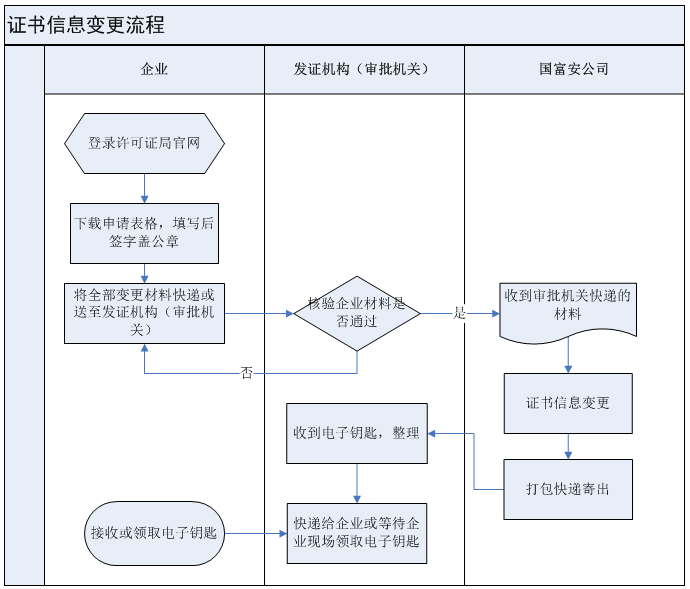 证书信息变更流程
企业
发证机构（审批机关）
国富安公司
登录许可证局官网
下载申请表格，填写后
签字盖公章
将全部变更材料快递或
送至发证机构（审批机
关）
核验企业材料是
否通过
是
收到审批机关快递的
材料
否
证书信息变更
收到电子钥匙，整理
打包快递寄出
接收或领取电子钥匙
快递给企业或等待企
业现场领取电子钥匙